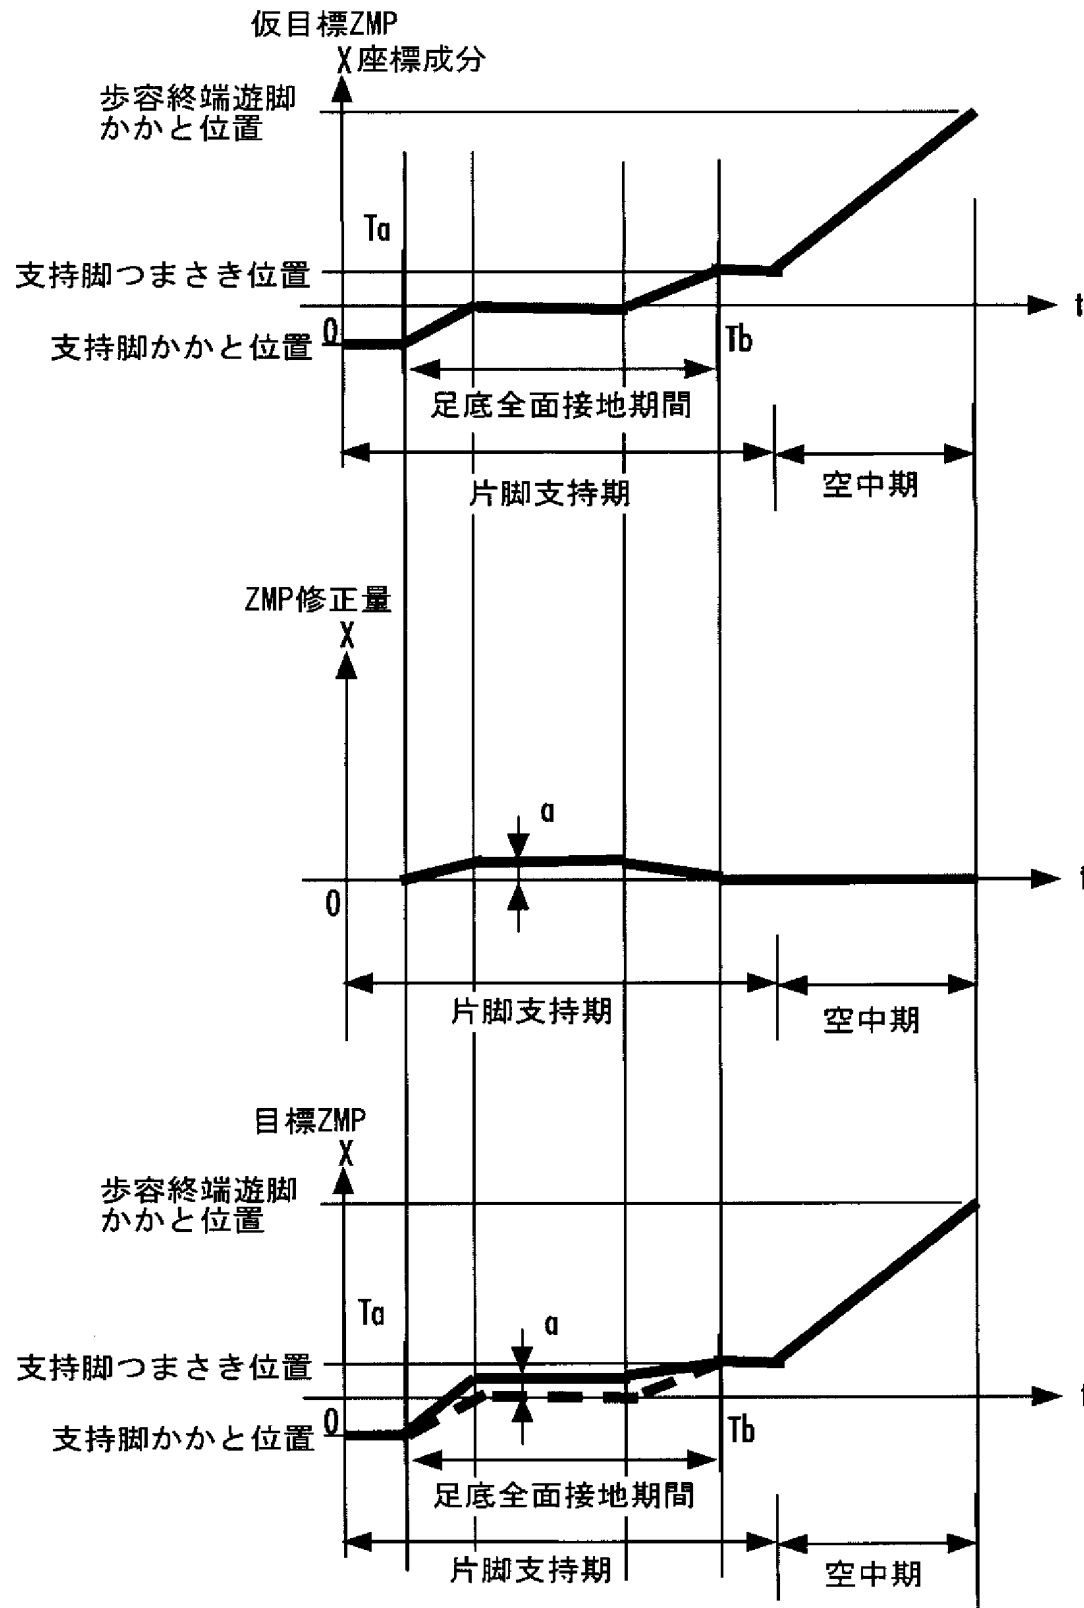 仮目標ZMP
X座標成分
歩容終端遊脚
かかと位置
Ta
支持脚つまさき位置
0
t
支持脚かかと位置
Tb
足底全面接地期間
片脚支持期
空中期
ZMP修正量
X
a
0
t
片脚支持期
空中期
目標ZMP
X
歩容終端遊脚
かかと位置
Ta
a
支持脚つまさき位置
0
t
支持脚かかと位置
Tb
足底全面接地期間
片脚支持期
空中期